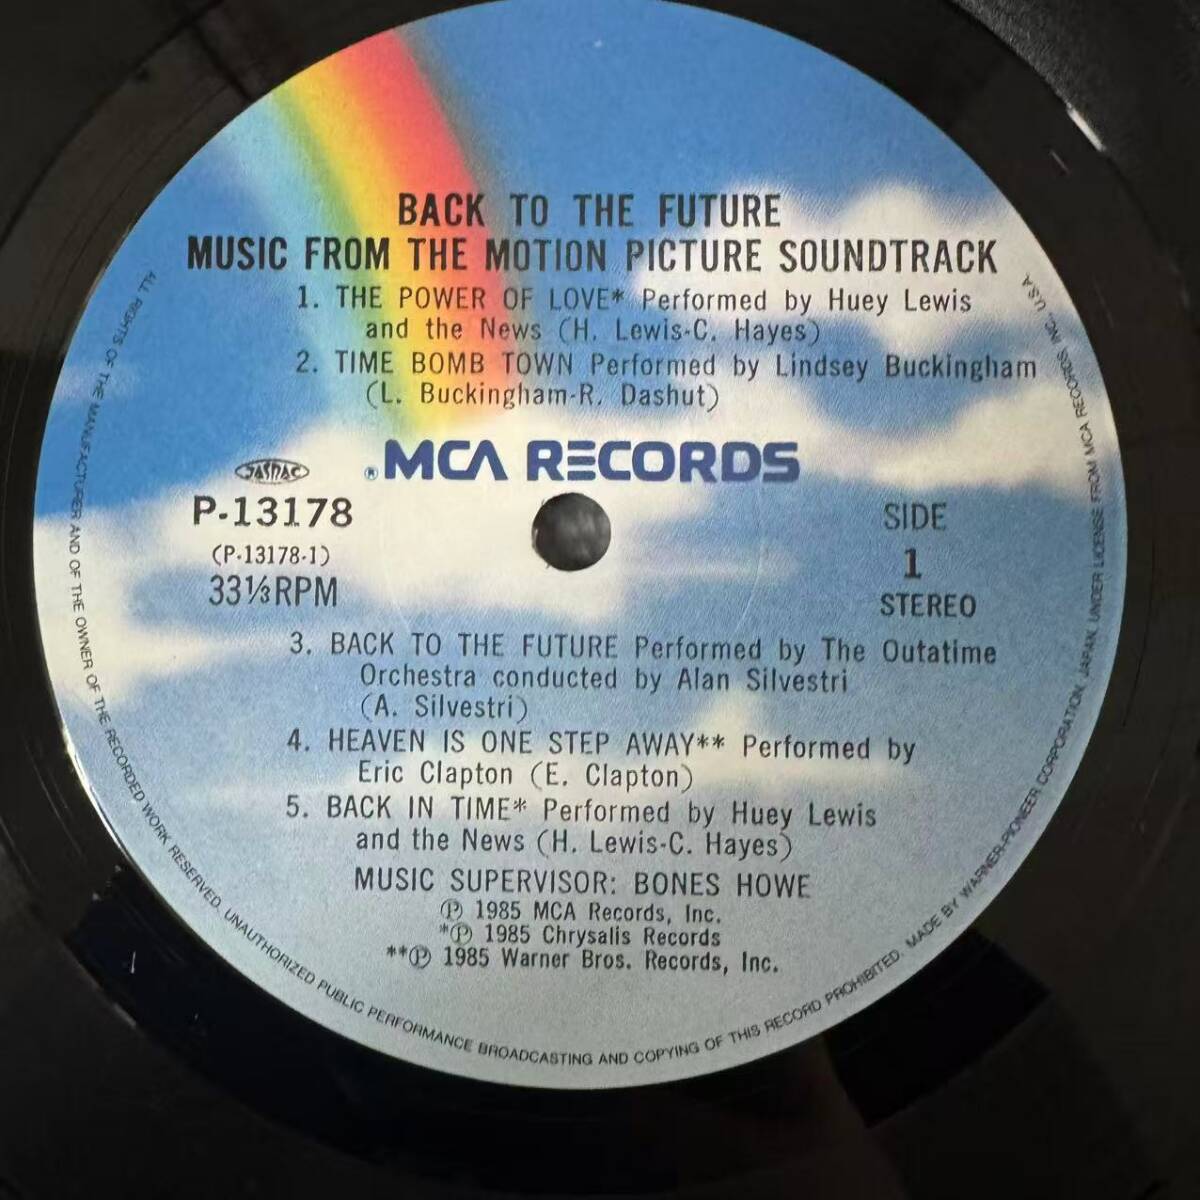 BACK TO THE FUTURE
MUSIC FROM THE MOTION PICTURE SOUNDTRACK
1. THE POWER OF LOVE* Performed by Huey Lewis
and the News (H. Lewis-C. Hayes)
2. TIME BOMB TOWN Performed by Lindsey Buckingham
(L. Buckingham-R. Dashut)
® MCA RECORDS
JASRAC
P-13178
(P-13178-1)
33⅓ RPM
SIDE
1
STEREO
3. BACK TO THE FUTURE Performed by The Outatime
Orchestra conducted by Alan Silvestri
(A. Silvestri)
4. HEAVEN IS ONE STEP AWAY** Performed by
Eric Clapton (E. Clapton)
5. BACK IN TIME* Performed by Huey Lewis
and the News (H. Lewis-C. Hayes)
MUSIC SUPERVISOR: BONES HOWE
Ⓟ 1985 MCA Records, Inc.
*Ⓟ 1985 Chrysalis Records
**Ⓟ 1985 Warner Bros. Records, Inc.
ALL RIGHTS OF THE MANUFACTURER AND OF THE OWNER OF THE RECORDED WORK RESERVED. UNAUTHORIZED PUBLIC PERFORMANCE BROADCASTING AND COPYING OF THIS RECORD PROHIBITED. MADE BY WARNER-PIONEER CORPORATION, JAPAN, UNDER LICENSE FROM MCA RECORDS INC., U.S.A.